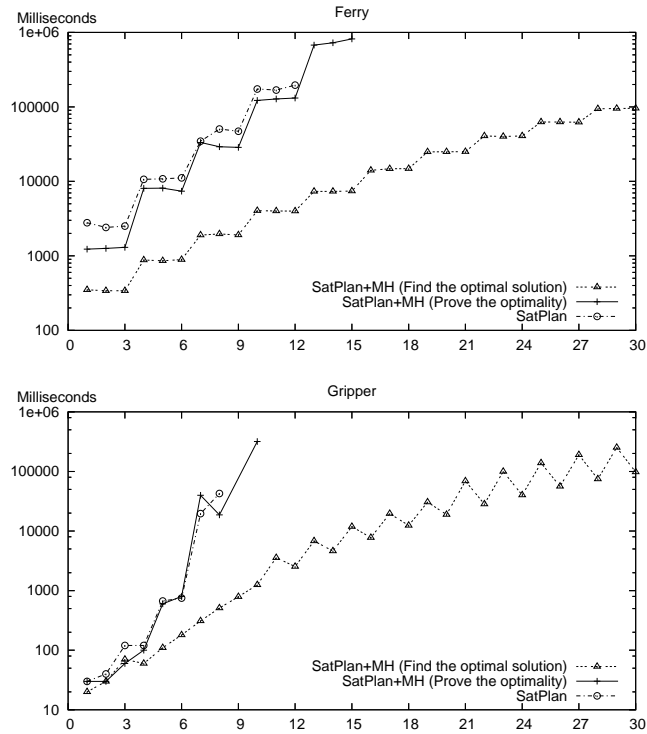 Ferry
Milliseconds
1e+06
100000
10000
1000
100
SatPlan+MH (Find the optimal solution)
SatPlan+MH (Prove the optimality)
SatPlan
0 3 6 9 12 15 18 21 24 27 30
Gripper
Milliseconds
1e+06
100000
10000
1000
100
10
SatPlan+MH (Find the optimal solution)
SatPlan+MH (Prove the optimality)
SatPlan
0 3 6 9 12 15 18 21 24 27 30